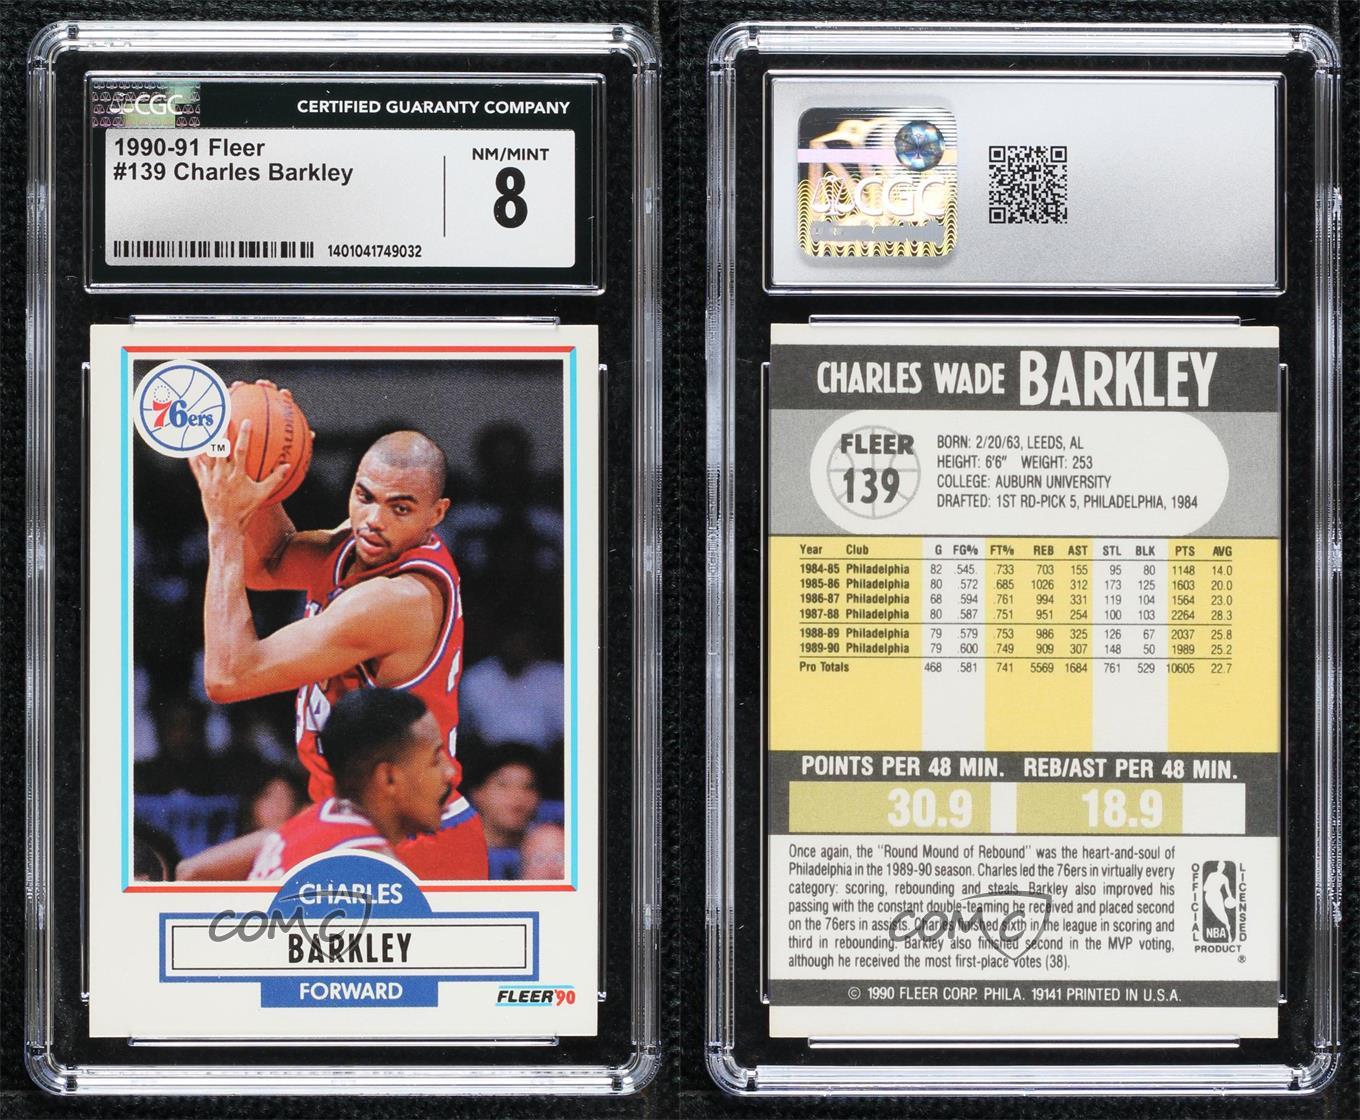 CGC
CERTIFIED GUARANTY COMPANY
1990-91 Fleer
#139 Charles Barkley
NM/MINT
8
1401041749032
76ers
TM
SPALDING
CHARLES
BARKLEY
FORWARD
FLEER'90
COMC
CGC
CHARLES WADE BARKLEY
FLEER
139
BORN: 2/20/63, LEEDS, AL
HEIGHT: 6'6" WEIGHT: 253
COLLEGE: AUBURN UNIVERSITY
DRAFTED: 1ST RD-PICK 5, PHILADELPHIA, 1984
Year Club G FG% FT% REB AST STL BLK PTS AVG
1984-85 Philadelphia 82 .545 .733 703 155 95 80 1148 14.0
1985-86 Philadelphia 80 .572 .685 1026 312 173 125 1603 20.0
1986-87 Philadelphia 68 .594 .761 994 331 119 104 1564 23.0
1987-88 Philadelphia 80 .587 .751 951 254 100 103 2264 28.3
1988-89 Philadelphia 79 .579 .753 986 325 126 67 2037 25.8
1989-90 Philadelphia 79 .600 .749 909 307 148 50 1989 25.2
Pro Totals 468 .581 .741 5569 1684 761 529 10605 22.7
POINTS PER 48 MIN. REB/AST PER 48 MIN.
30.9 18.9
Once again, the "Round Mound of Rebound" was the heart-and-soul of
Philadelphia in the 1989-90 season. Charles led the 76ers in virtually every
category: scoring, rebounding and steals. Barkley also improved his
passing with the constant double-teaming he received and placed second
on the 76ers in assists. Charles finished sixth in the league in scoring and
third in rebounding. Barkley also finished second in the MVP voting,
although he received the most first-place votes (38).
OFFICIAL
LICENSED
NBA
PRODUCT
®
COMC
© 1990 FLEER CORP. PHILA. 19141 PRINTED IN U.S.A.